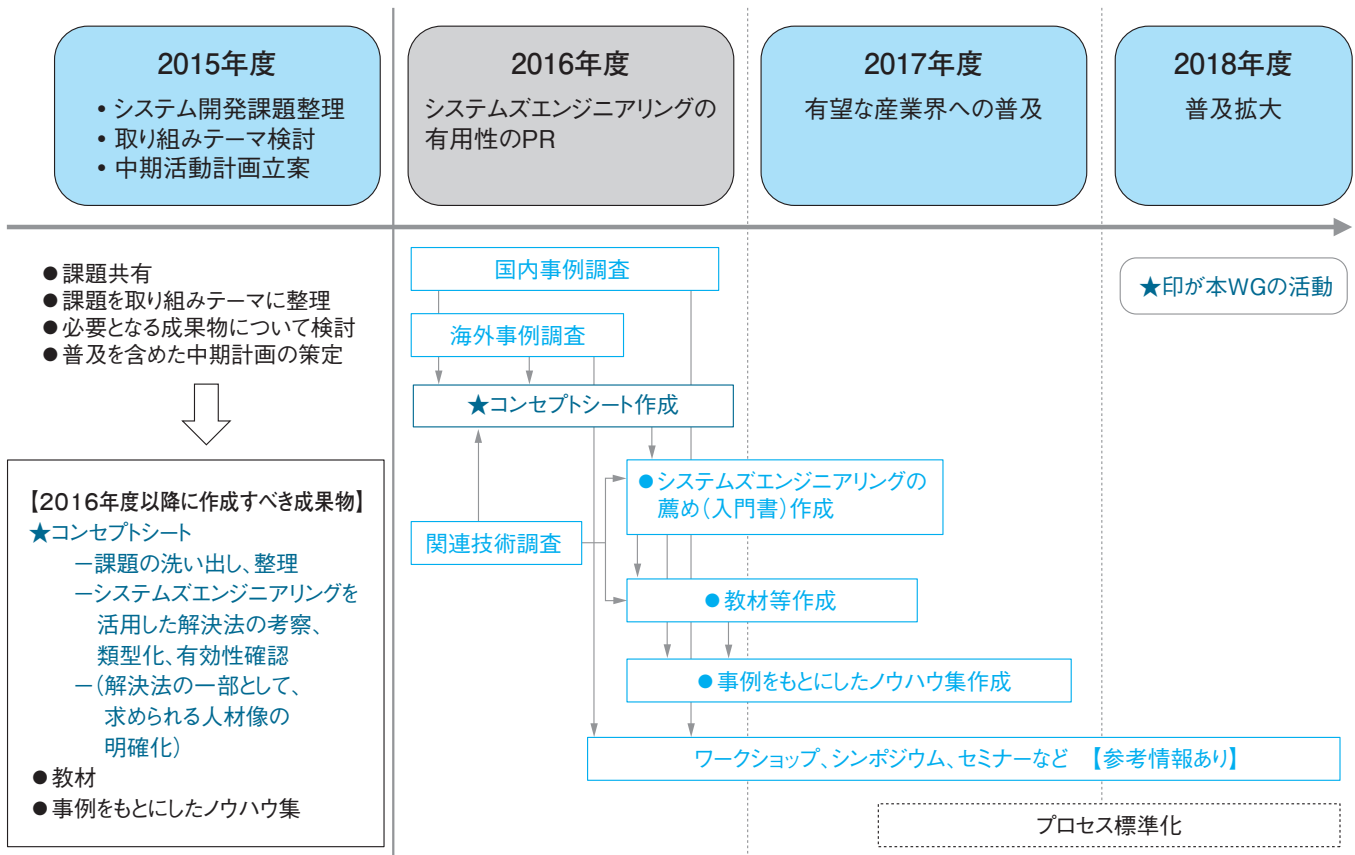 2015年度
• システム開発課題整理
• 取り組みテーマ検討
• 中期活動計画立案
2016年度
システムズエンジニアリングの
有用性のPR
2017年度
有望な産業界への普及
2018年度
普及拡大
●課題共有
●課題を取り組みテーマに整理
●必要となる成果物について検討
●普及を含めた中期計画の策定
【2016年度以降に作成すべき成果物】
★コンセプトシート
－課題の洗い出し、整理
－システムズエンジニアリングを
活用した解決法の考察、
類型化、有効性確認
－（解決法の一部として、
求められる人材像の
明確化）
●教材
●事例をもとにしたノウハウ集
国内事例調査
海外事例調査
★コンセプトシート作成
●システムズエンジニアリングの
薦め（入門書）作成
関連技術調査
●教材等作成
●事例をもとにしたノウハウ集作成
ワークショップ、シンポジウム、セミナーなど　【参考情報あり】
プロセス標準化
★印が本WGの活動